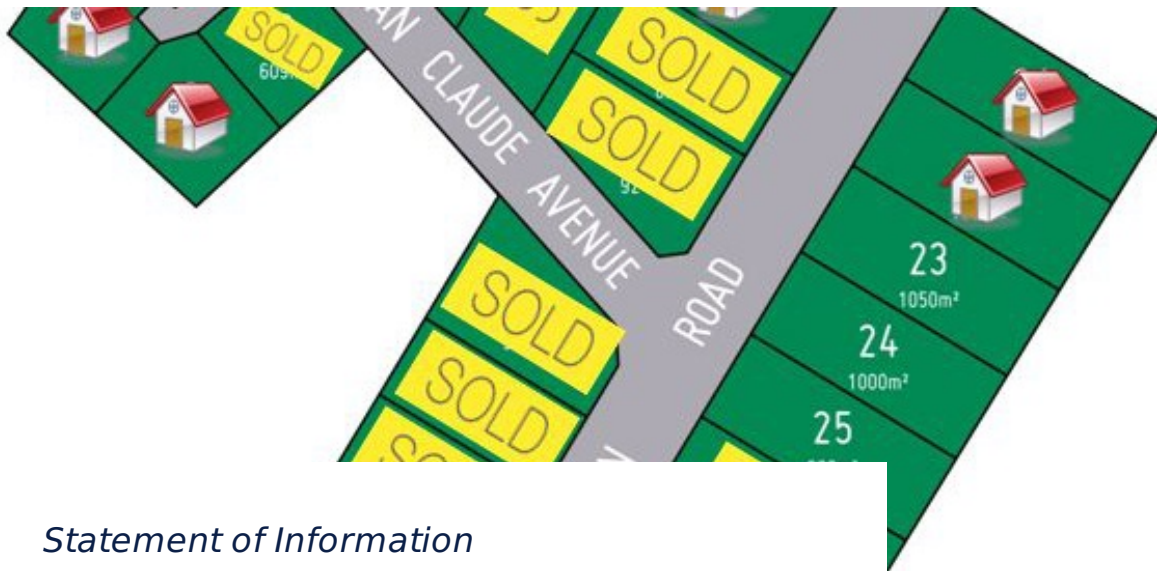 SOLD
SOLD
SOLD
CLAUDE AVENUE
ROAD
23
1050m²
24
1000m²
25
SOLD
SOLD
Statement of Information